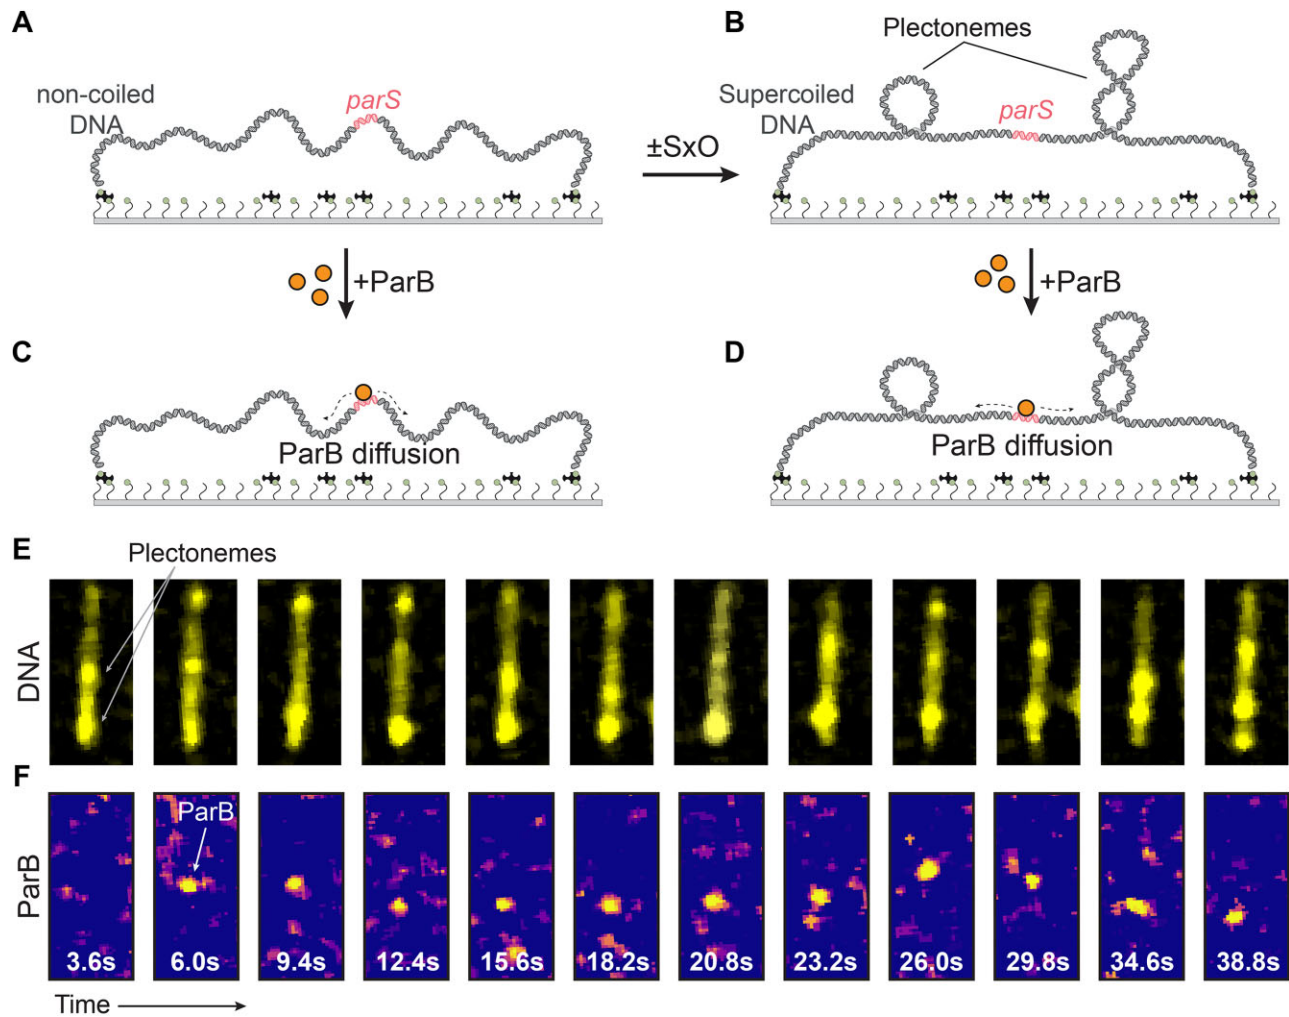 A
B
Plectonemes
non-coiled
DNA
parS
Supercoiled
DNA
parS
±SxO
+ParB
+ParB
C
D
ParB diffusion
ParB diffusion
E
Plectonemes
DNA
F
ParB
ParB
3.6s 6.0s 9.4s 12.4s 15.6s 18.2s 20.8s 23.2s 26.0s 29.8s 34.6s 38.8s
Time